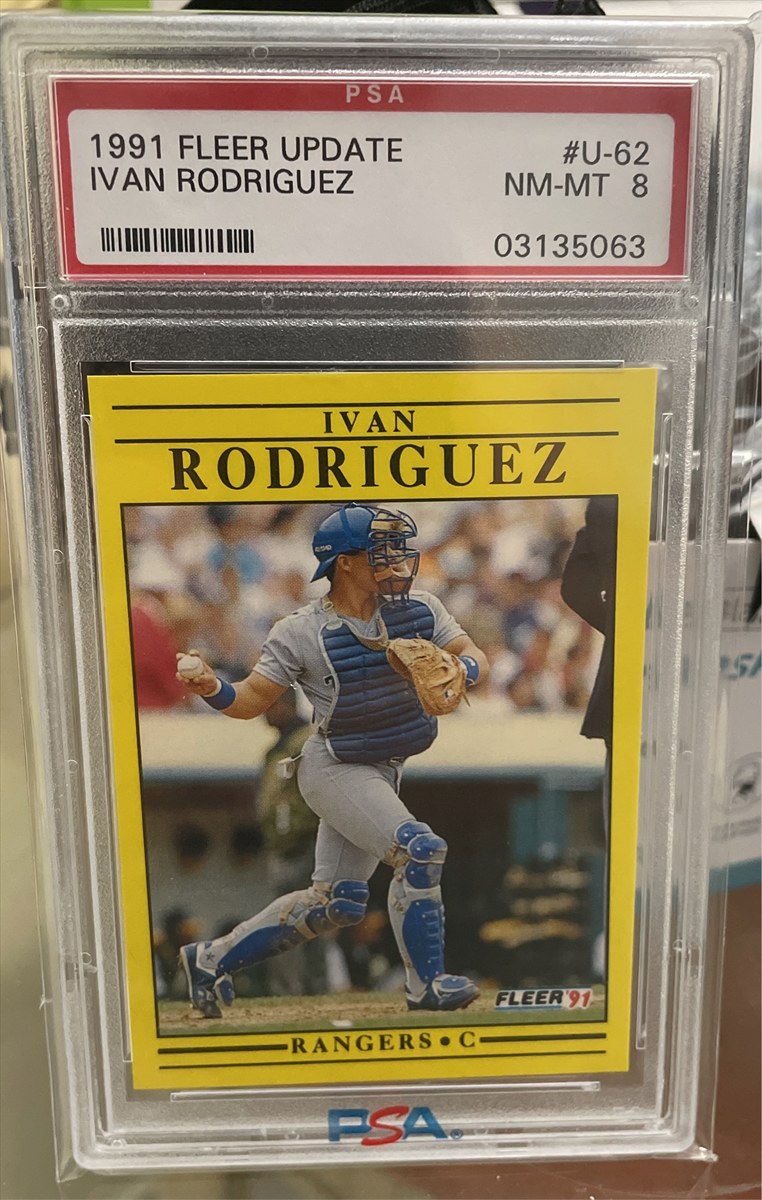 PSA
1991 FLEER UPDATE #U-62
IVAN RODRIGUEZ NM-MT 8
03135063
IVAN
RODRIGUEZ
FLEER '91
RANGERS • C
PSA®